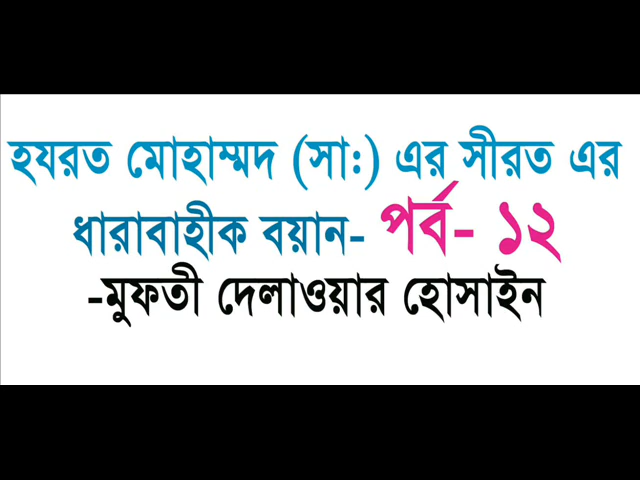 হযরত মোহাম্মদ (সাঃ) এর সীরত এর
ধারাবাহীক বয়ান- পর্ব- ১২
-মুফতী দেলাওয়ার হোসাইন